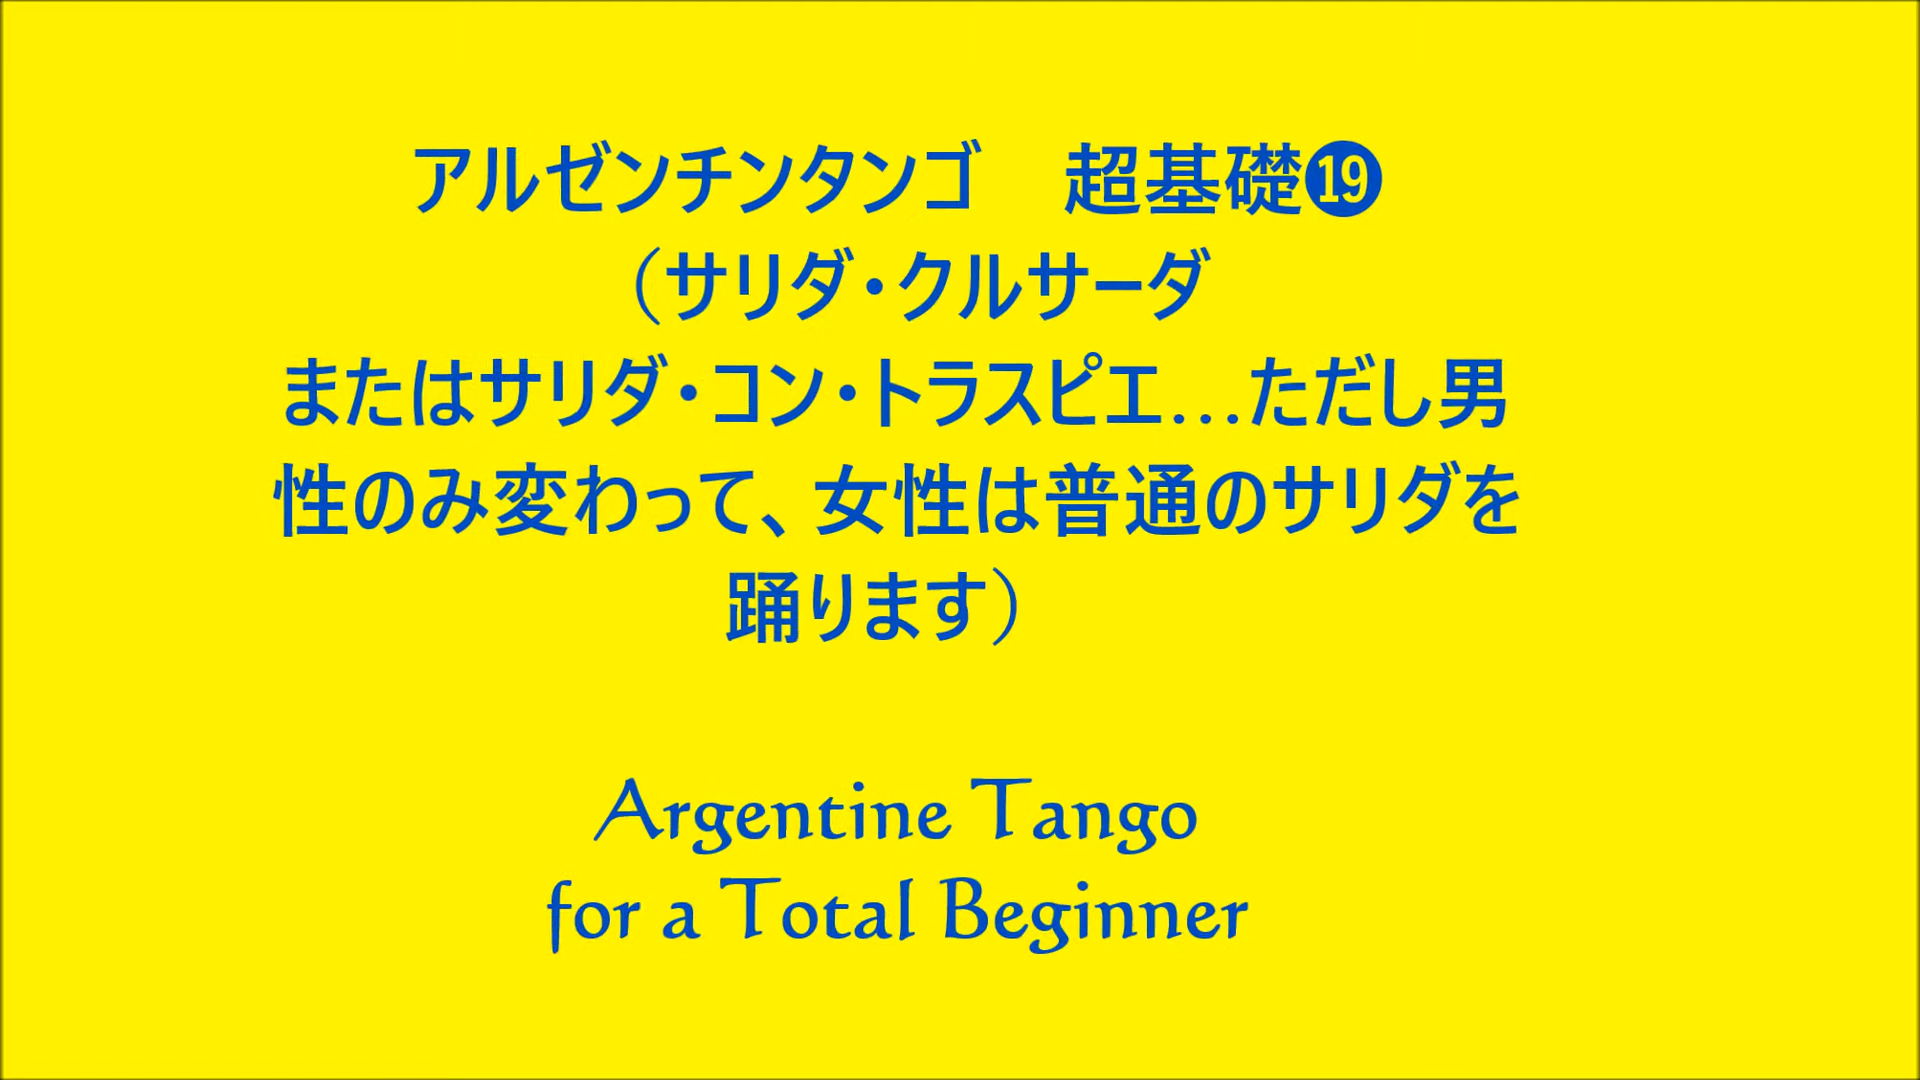 アルゼンチンタンゴ　超基礎⓳
（サリダ・クルサーダ
またはサリダ・コン・トラスピエ…ただし男
性のみ変わって、女性は普通のサリダを
踊ります）
Argentine Tango
for a Total Beginner